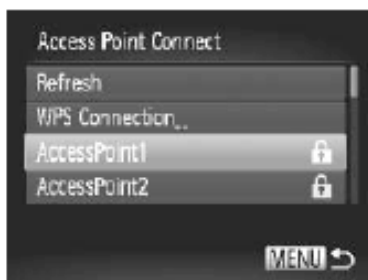 Access Point Connect
Refresh
WPS Connection...
AccessPoint1
AccessPoint2
MENU